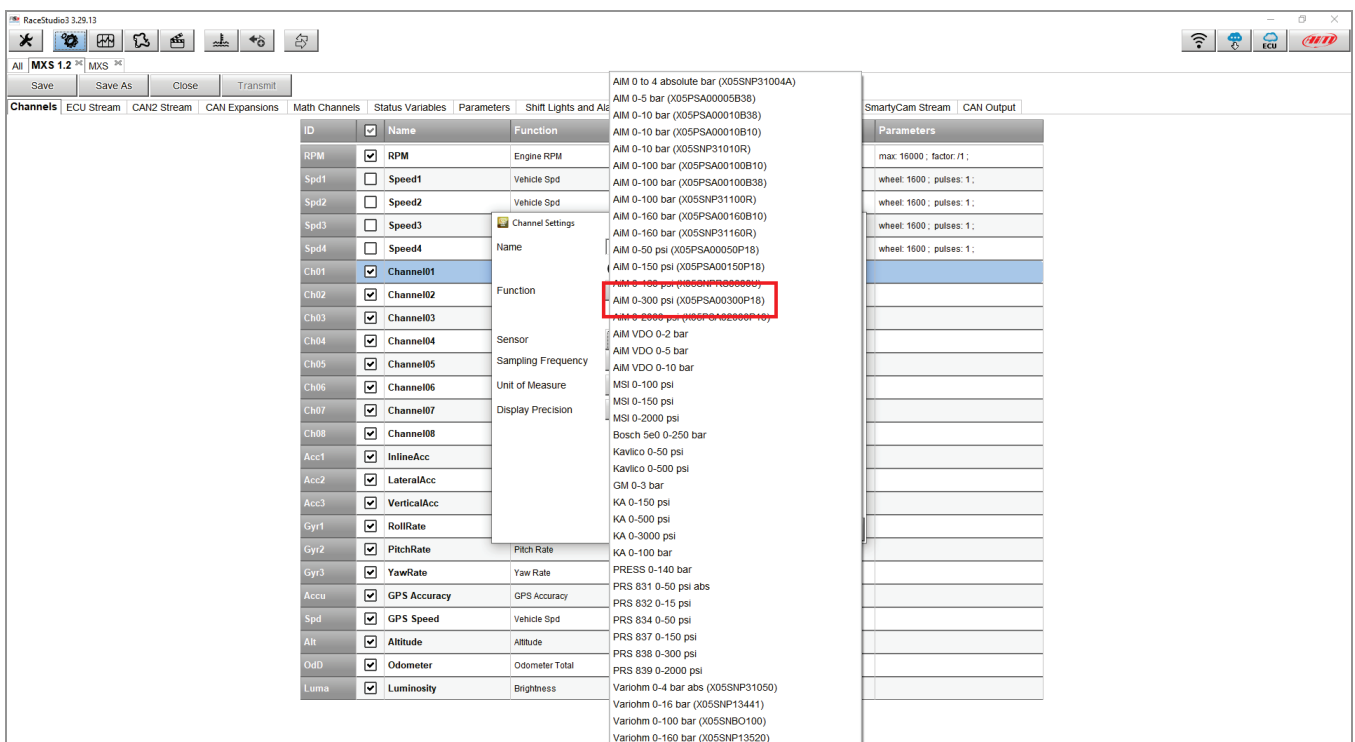 RaceStudio3 3.29.13
ECU
AiM
All MXS 1.2 MXS
Save Save As Close Transmit
Channels ECU Stream CAN2 Stream CAN Expansions Math Channels Status Variables Parameters Shift Lights and Ala SmartyCam Stream CAN Output
ID Name Function Parameters
RPM RPM Engine RPM max: 16000 ; factor: /1 ;
Spd1 Speed1 Vehicle Spd wheel: 1600 ; pulses: 1 ;
Spd2 Speed2 Vehicle Spd wheel: 1600 ; pulses: 1 ;
Spd3 Speed3 wheel: 1600 ; pulses: 1 ;
Spd4 Speed4 wheel: 1600 ; pulses: 1 ;
Ch01 Channel01
Ch02 Channel02
Ch03 Channel03
Ch04 Channel04
Ch05 Channel05
Ch06 Channel06
Ch07 Channel07
Ch08 Channel08
Acc1 InlineAcc
Acc2 LateralAcc
Acc3 VerticalAcc
Gyr1 RollRate
Gyr2 PitchRate Pitch Rate
Gyr3 YawRate Yaw Rate
Accu GPS Accuracy GPS Accuracy
Spd GPS Speed Vehicle Spd
Alt Altitude Altitude
OdD Odometer Odometer Total
Luma Luminosity Brightness
Channel Settings
Name
Function
Sensor
Sampling Frequency
Unit of Measure
Display Precision
AiM 0 to 4 absolute bar (X05SNP31004A)
AiM 0-5 bar (X05PSA00005B38)
AiM 0-10 bar (X05PSA00010B38)
AiM 0-10 bar (X05PSA00010B10)
AiM 0-10 bar (X05SNP31010R)
AiM 0-100 bar (X05PSA00100B10)
AiM 0-100 bar (X05PSA00100B38)
AiM 0-100 bar (X05SNP31100R)
AiM 0-160 bar (X05PSA00160B10)
AiM 0-160 bar (X05SNP31160R)
AiM 0-50 psi (X05PSA00050P18)
AiM 0-150 psi (X05PSA00150P18)
AiM 0-150 psi
AiM 0-300 psi (X05PSA00300P18)
AiM 0-2000 psi (X05PSA02000P18)
AiM VDO 0-2 bar
AiM VDO 0-5 bar
AiM VDO 0-10 bar
MSI 0-100 psi
MSI 0-150 psi
MSI 0-2000 psi
Bosch 5e0 0-250 bar
Kavlico 0-50 psi
Kavlico 0-500 psi
GM 0-3 bar
KA 0-150 psi
KA 0-500 psi
KA 0-3000 psi
KA 0-100 bar
PRESS 0-140 bar
PRS 831 0-50 psi abs
PRS 832 0-15 psi
PRS 834 0-50 psi
PRS 837 0-150 psi
PRS 838 0-300 psi
PRS 839 0-2000 psi
Variohm 0-4 bar abs (X05SNP31050)
Variohm 0-16 bar (X05SNP13441)
Variohm 0-100 bar (X05SNBO100)
Variohm 0-160 bar (X05SNP13520)